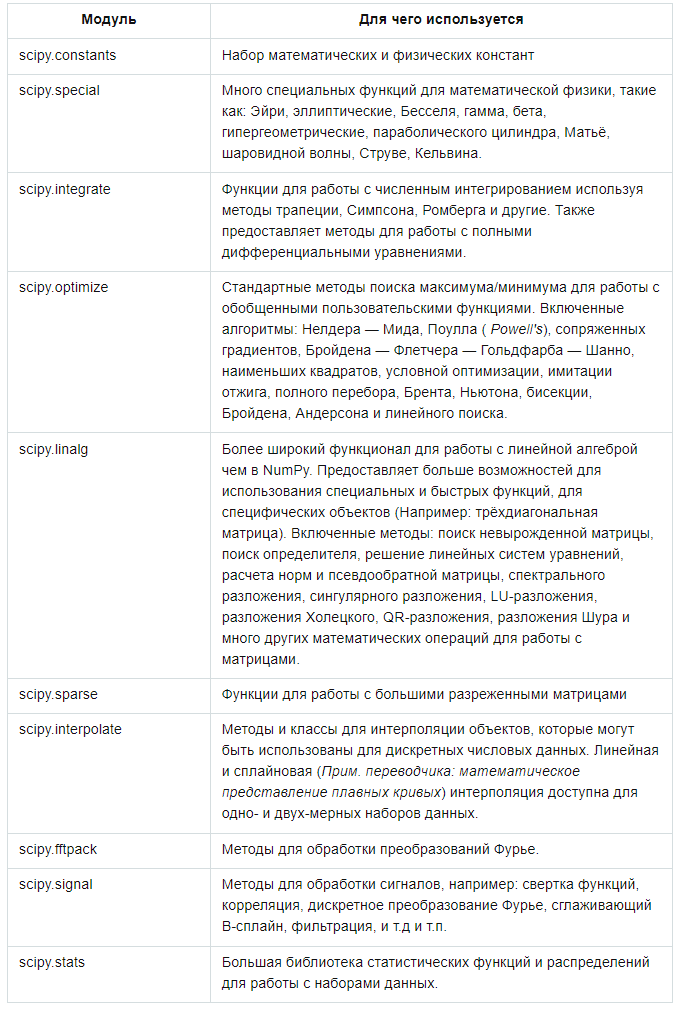 Модуль
Для чего используется
scipy.constants
Набор математических и физических констант
scipy.special
Много специальных функций для математической физики, такие
как: Эйри, эллиптические, Бесселя, гамма, бета,
гипергеометрические, параболического цилиндра, Матьё,
шаровидной волны, Струве, Кельвина.
scipy.integrate
Функции для работы с численным интегрированием используя
методы трапеции, Симпсона, Ромберга и другие. Также
предоставляет методы для работы с полными
дифференциальными уравнениями.
scipy.optimize
Стандартные методы поиска максимума/минимума для работы с
обобщенными пользовательскими функциями. Включенные
алгоритмы: Нелдера — Мида, Поулла ( Powell's), сопряженных
градиентов, Бройдена — Флетчера — Гольдфарба — Шанно,
наименьших квадратов, условной оптимизации, имитации
отжига, полного перебора, Брента, Ньютона, бисекции,
Бройдена, Андерсона и линейного поиска.
scipy.linalg
Более широкий функционал для работы с линейной алгеброй
чем в NumPy. Предоставляет больше возможностей для
использования специальных и быстрых функций, для
специфических объектов (Например: трёхдиагональная
матрица). Включенные методы: поиск невырожденной матрицы,
поиск определителя, решение линейных систем уравнений,
расчета норм и псевдообратной матрицы, спектрального
разложения, сингулярного разложения, LU-разложения,
разложения Холецкого, QR-разложения, разложения Шура и
много других математических операций для работы с
матрицами.
scipy.sparse
Функции для работы с большими разреженными матрицами
scipy.interpolate
Методы и классы для интерполяции объектов, которые могут
быть использованы для дискретных числовых данных. Линейная
и сплайновая (Прим. переводчика: математическое
представление плавных кривых) интерполяция доступна для
одно- и двух-мерных наборов данных.
scipy.fftpack
Методы для обработки преобразований Фурье.
scipy.signal
Методы для обработки сигналов, например: свертка функций,
корреляция, дискретное преобразование Фурье, сглаживающий
B-сплайн, фильтрация, и т.д и т.п.
scipy.stats
Большая библиотека статистических функций и распределений
для работы с наборами данных.